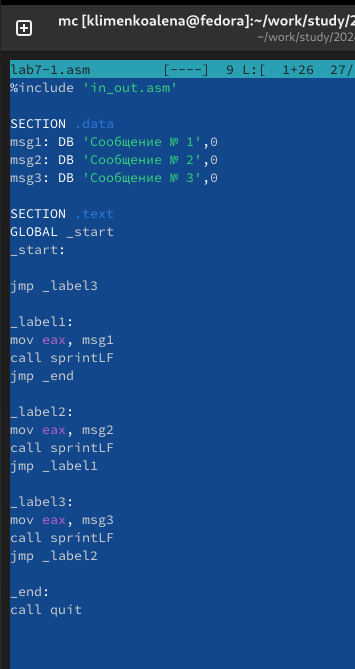 mc [klimenkoalena@fedora]:~/work/study/2
~/work/study/202
lab7-1.asm [----] 9 L:[ 1+26 27/
%include 'in_out.asm'
SECTION .data
msg1: DB 'Сообщение № 1',0
msg2: DB 'Сообщение № 2',0
msg3: DB 'Сообщение № 3',0
SECTION .text
GLOBAL _start
_start:
jmp _label3
_label1:
mov eax, msg1
call sprintLF
jmp _end
_label2:
mov eax, msg2
call sprintLF
jmp _label1
_label3:
mov eax, msg3
call sprintLF
jmp _label2
_end:
call quit